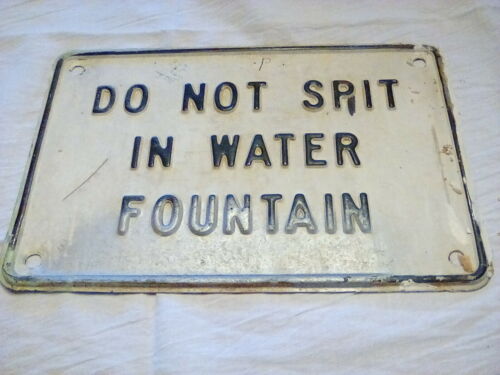 DO NOT SPIT
IN WATER
FOUNTAIN